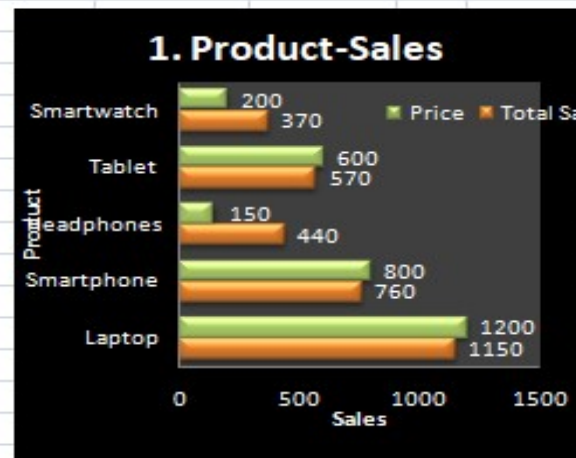 1. Product-Sales
Smartwatch
200
370
Price Total Sa
Tablet
600
570
Product
eadphones
150
440
Smartphone
800
760
Laptop
1200
1150
0 500 1000 1500
Sales